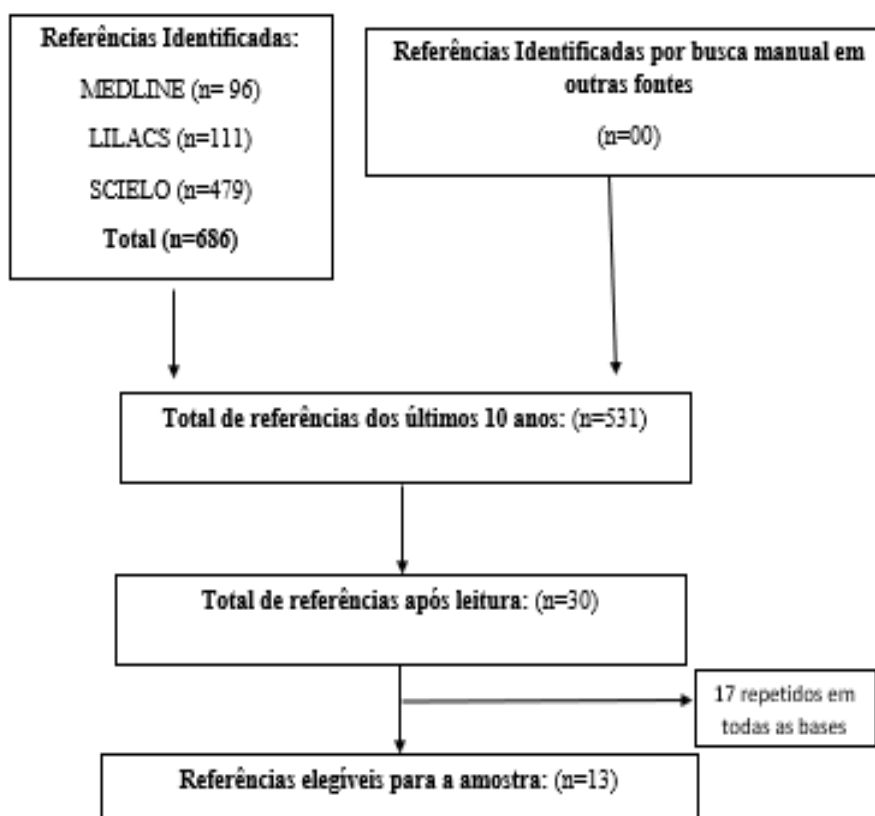 Referências Identificadas:
MEDLINE (n= 96)
LILACS (n=111)
SCIELO (n=479)
Total (n=686)
Referências Identificadas por busca manual em
outras fontes
(n=00)
Total de referências dos últimos 10 anos: (n=531)
Total de referências após leitura: (n=30)
17 repetidos em
todas as bases
Referências elegíveis para a amostra: (n=13)